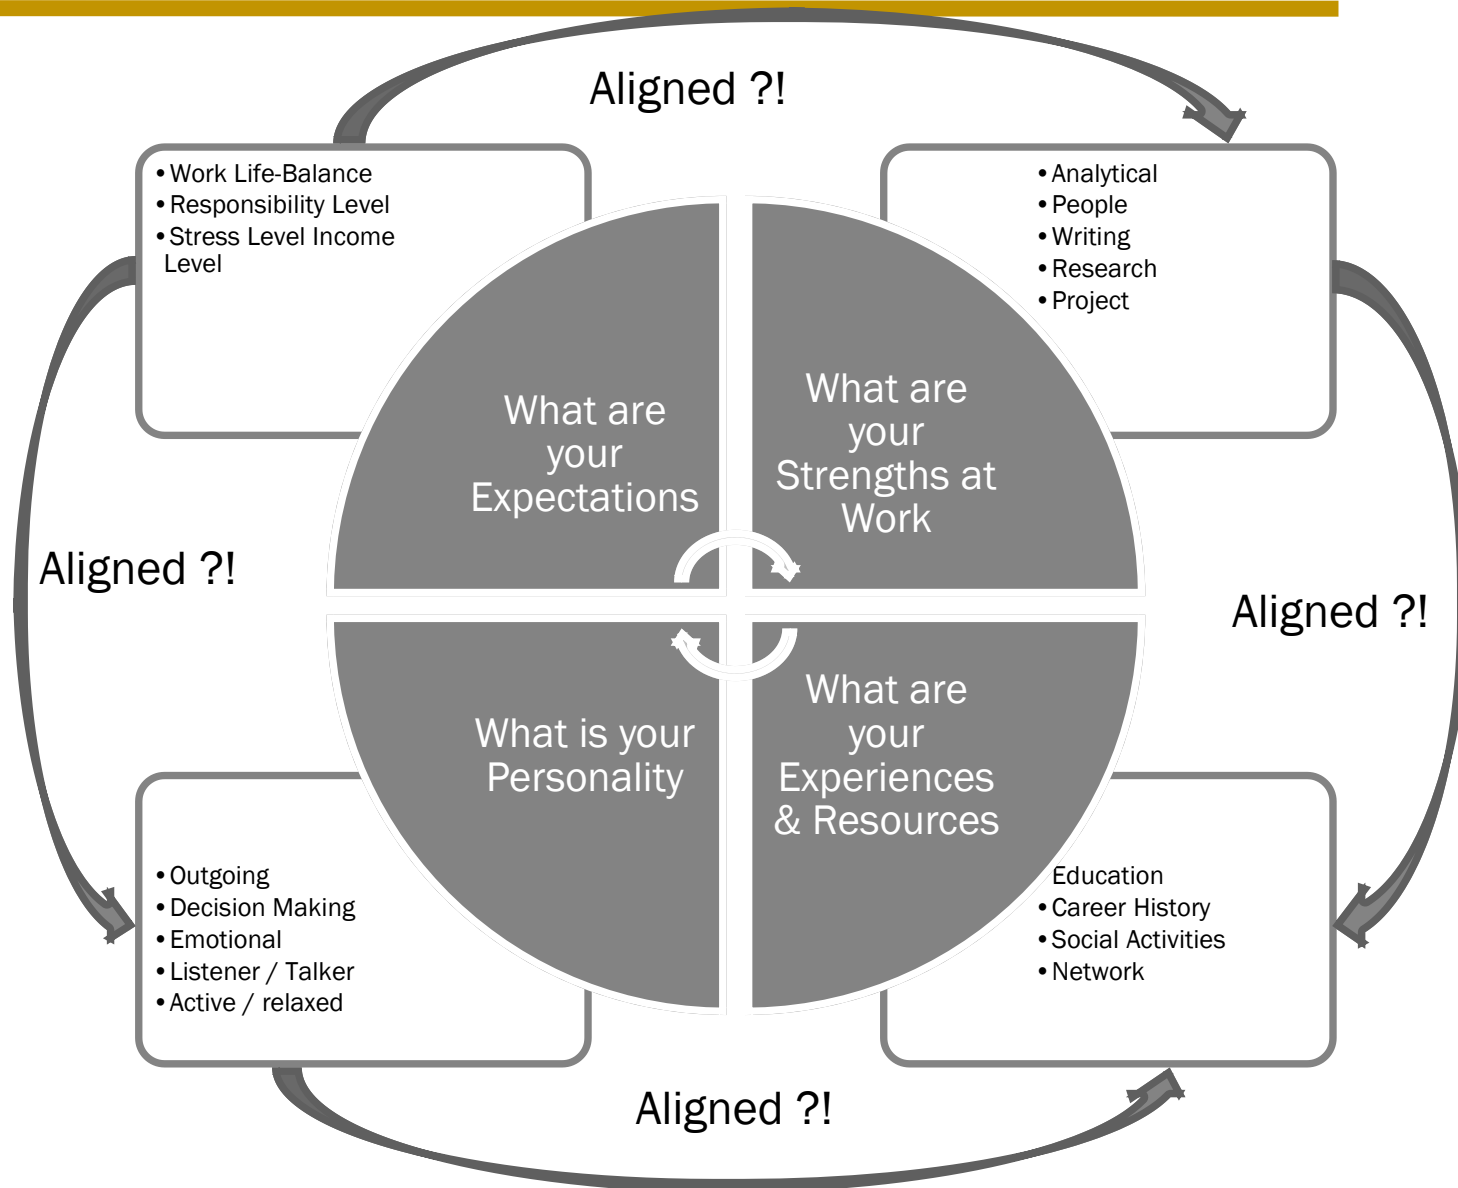 Aligned ?!
•Work Life-Balance
•Responsibility Level
•Stress Level Income
Level
•Analytical
•People
•Writing
•Research
•Project
What are
your
Expectations
What are
your
Strengths at
Work
Aligned ?!
Aligned ?!
What is your
Personality
What are
your
Experiences
& Resources
•Outgoing
•Decision Making
•Emotional
•Listener / Talker
•Active / relaxed
Education
•Career History
•Social Activities
•Network
Aligned ?!